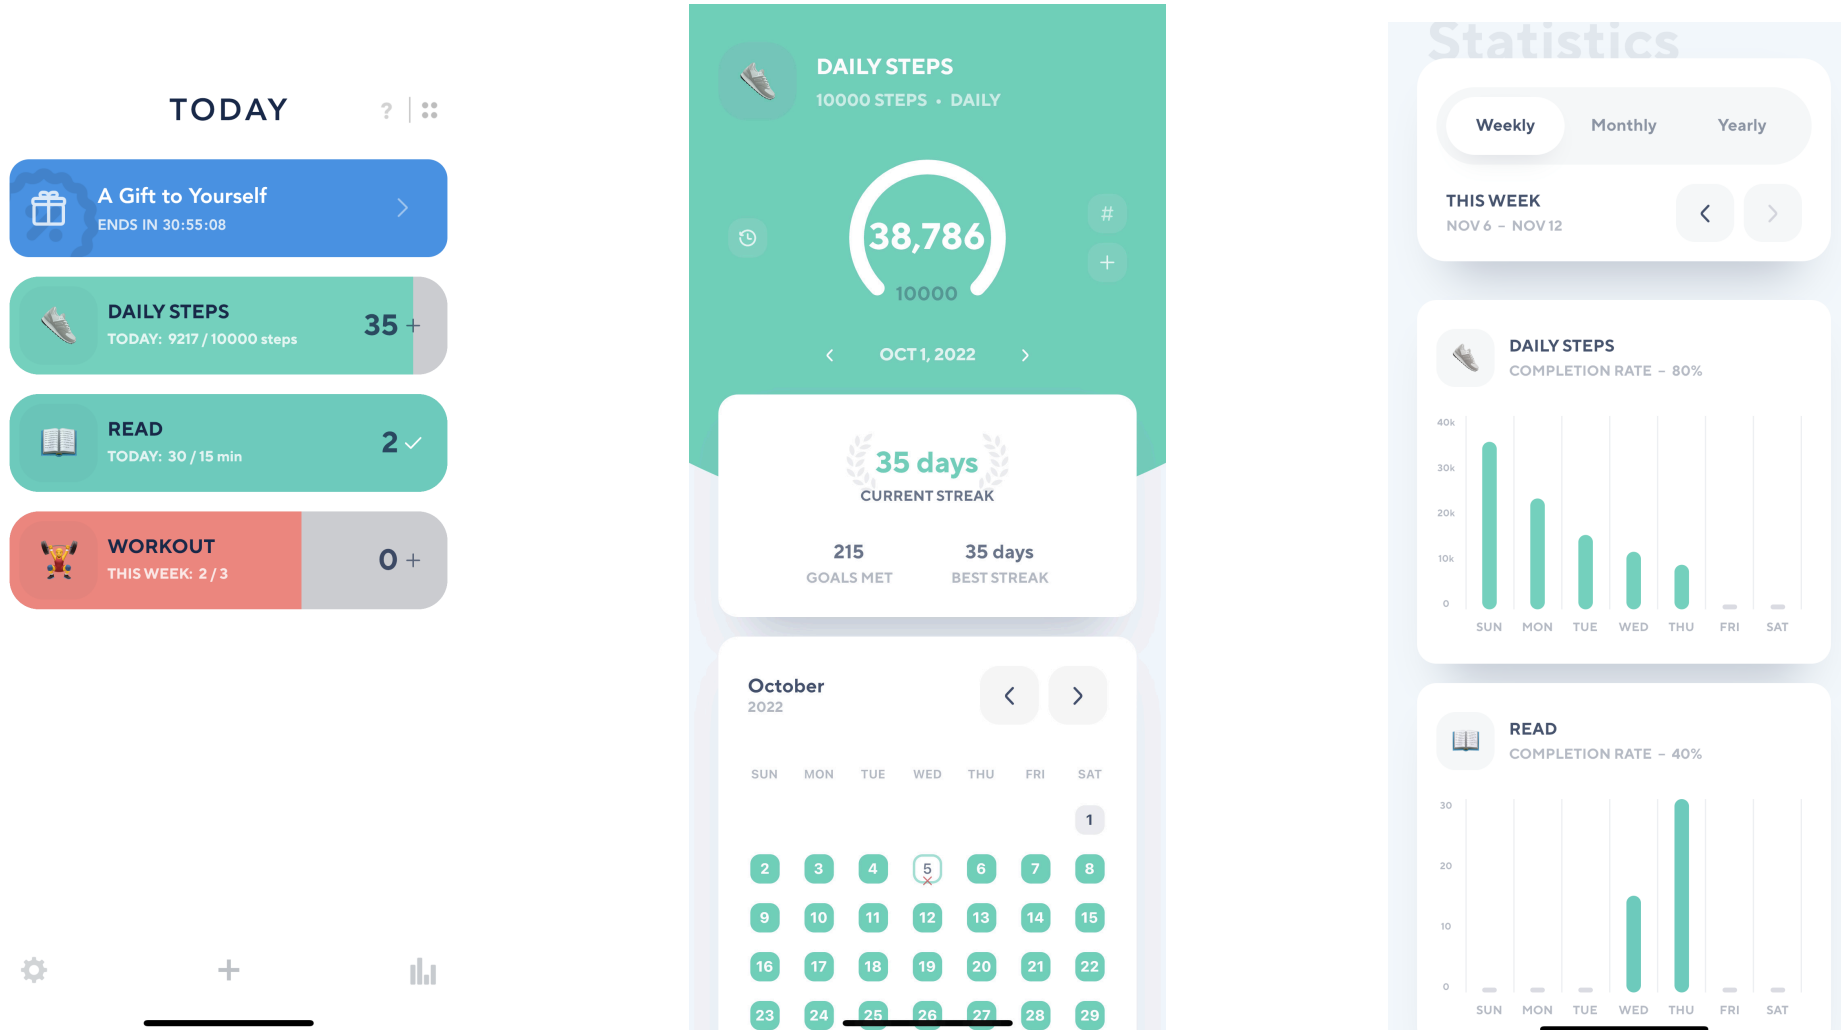 TODAY
?
A Gift to Yourself
ENDS IN 30:55:08
DAILY STEPS
TODAY: 9217 / 10000 steps
35 +
READ
TODAY: 30 / 15 min
2
WORKOUT
THIS WEEK: 2 / 3
0 +
+
DAILY STEPS
10000 STEPS • DAILY
38,786
10000
#
+
OCT 1, 2022
35 days
CURRENT STREAK
215 35 days
GOALS MET BEST STREAK
October
2022
SUN MON TUE WED THU FRI SAT
1
2 3 4 5 6 7 8
9 10 11 12 13 14 15
16 17 18 19 20 21 22
23 24 25 26 27 28 29
Statistics
Weekly Monthly Yearly
THIS WEEK
NOV 6 – NOV 12
DAILY STEPS
COMPLETION RATE – 80%
40k
30k
20k
10k
0
SUN MON TUE WED THU FRI SAT
READ
COMPLETION RATE – 40%
30
20
10
0
SUN MON TUE WED THU FRI SAT